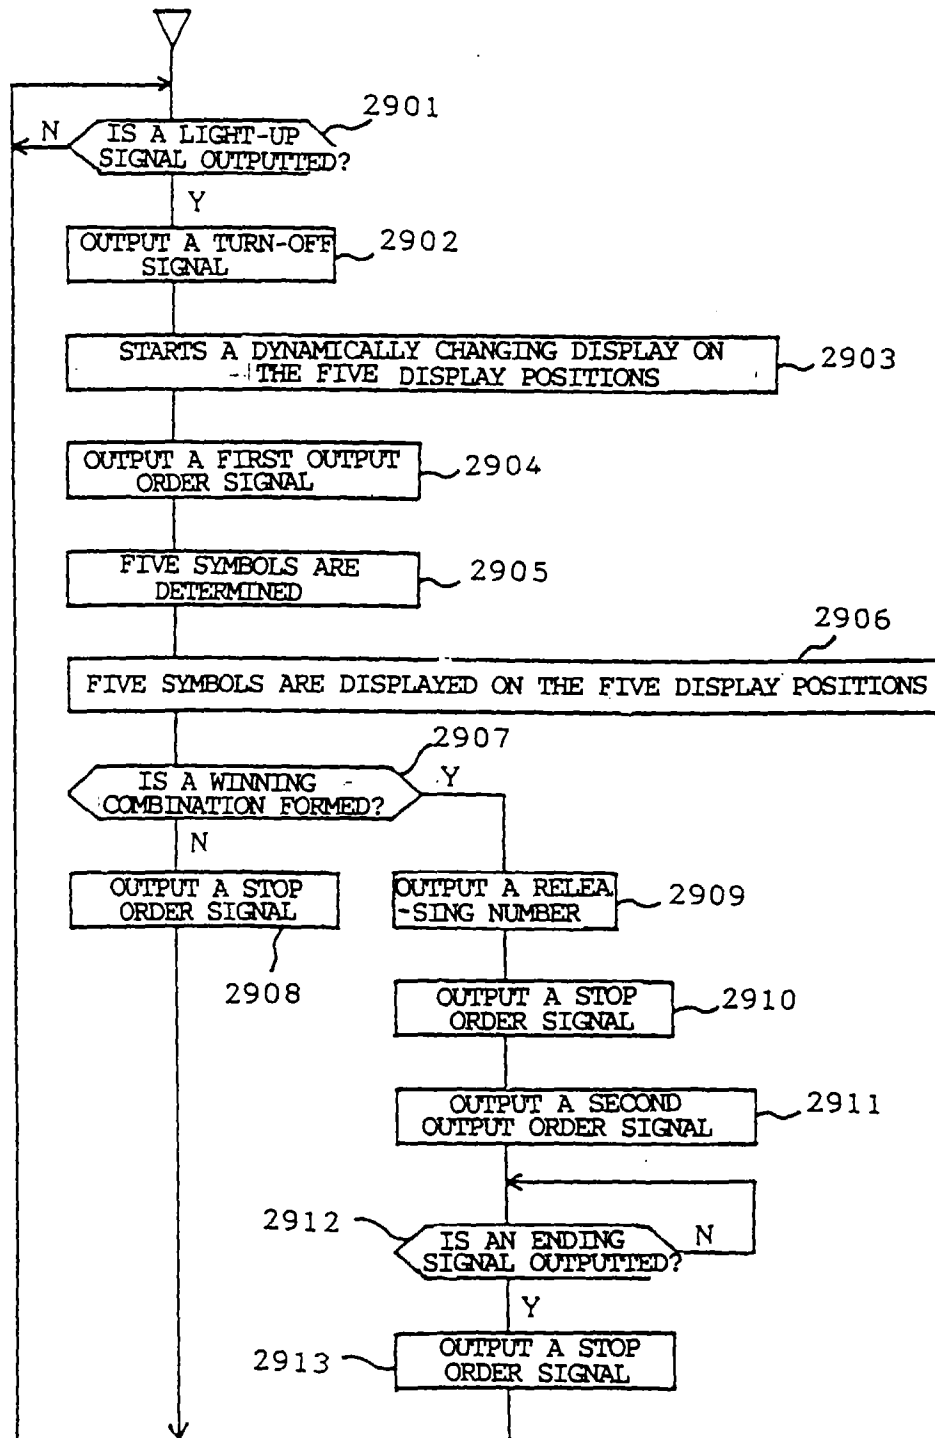 2901
N
IS A LIGHT-UP
SIGNAL OUTPUTTED?
Y
OUTPUT A TURN-OFF
SIGNAL
2902
STARTS A DYNAMICALLY CHANGING DISPLAY ON
THE FIVE DISPLAY POSITIONS
2903
OUTPUT A FIRST OUTPUT
ORDER SIGNAL
2904
FIVE SYMBOLS ARE
DETERMINED
2905
2906
FIVE SYMBOLS ARE DISPLAYED ON THE FIVE DISPLAY POSITIONS
2907
IS A WINNING
COMBINATION FORMED?
Y
N
OUTPUT A STOP
ORDER SIGNAL
2908
OUTPUT A RELEA
-SING NUMBER
2909
OUTPUT A STOP
ORDER SIGNAL
2910
OUTPUT A SECOND
OUTPUT ORDER SIGNAL
2911
2912
IS AN ENDING
SIGNAL OUTPUTTED?
N
Y
OUTPUT A STOP
ORDER SIGNAL
2913